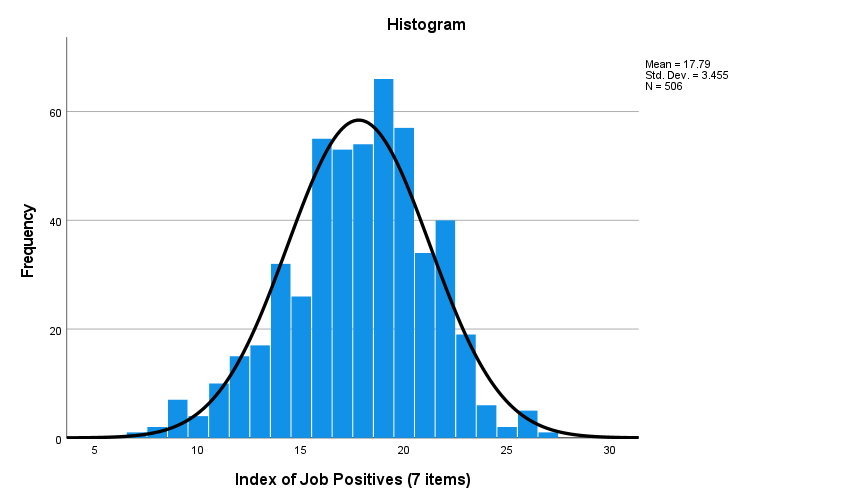 Histogram
Mean = 17.79
Std. Dev. = 3.455
N = 506
60
40
20
0
Frequency
5 10 15 20 25 30
Index of Job Positives (7 items)